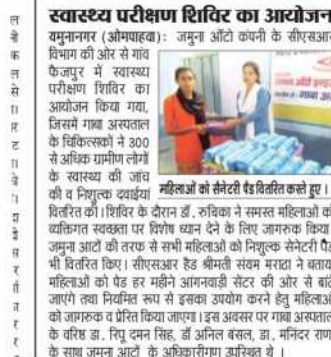 स्वास्थ्य परीक्षण शिविर का आयोजन
यमुनानगर (ओमपाहवा): जमुना ऑटो कंपनी के सीएसआर
विभाग की ओर से गांव
फैजपुर में स्वास्थ्य
परीक्षण शिविर का
आयोजन किया गया,
जिसमें गाबा अस्पताल
के चिकित्सकों ने 300
से अधिक ग्रामीण लोगों
के स्वास्थ्य की जांच
की व निशुल्क दवाईयां
महिलाओं को सैनेटरी पैड वितरित करते हुए।
वितरित की। शिविर के दौरान डॉ. रुचिका ने समस्त महिलाओं को
व्यक्तिगत स्वच्छता पर विशेष ध्यान देने के लिए जागरुक किया।
जमुना आटो की तरफ से सभी महिलाओं को निशुल्क सेनेटरी पैड
भी वितरित किए। सीएसआर हैड श्रीमती संयम मराठा ने बताया
महिलाओं को पैड हर महीने आंगनवाड़ी सेंटर की ओर से बांटे
जाएंगे तथा नियमित रूप से इसका उपयोग करने हेतु महिलाओं
को जागरुक व प्रेरित किया जाएगा। इस अवसर पर गाबा अस्पताल
के वरिष्ठ डा. रिपू दमन सिंह, डॉ अनिल बंसल, डा. मनिंदर राणा
के साथ जमुना आटो के अधिकारीगण उपस्थित थे।